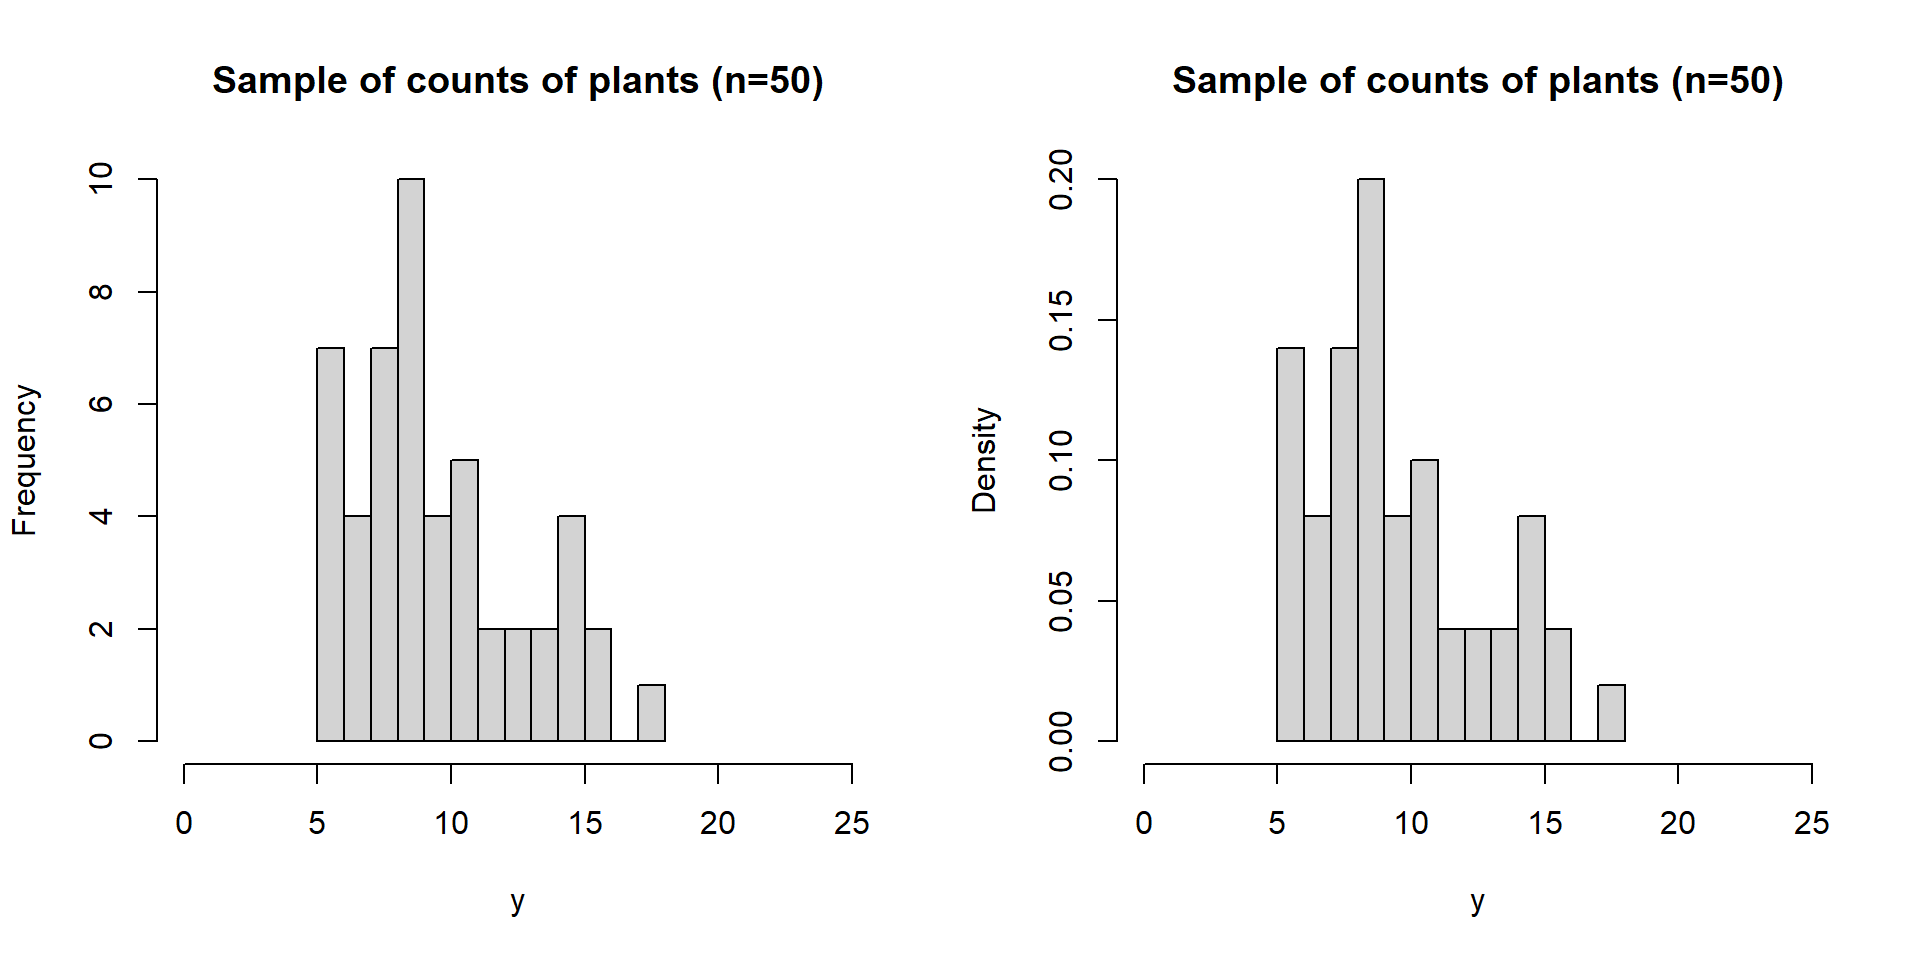 Sample of counts of plants (n=50)
Frequency
10
8
6
4
2
0
0 5 10 15 20 25
y
Sample of counts of plants (n=50)
Density
0.20
0.15
0.10
0.05
0.00
0 5 10 15 20 25
y